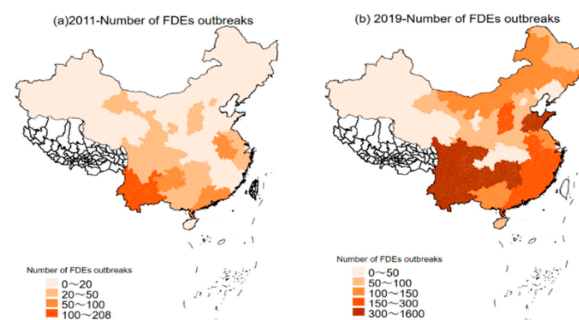 (a)2011-Number of FDEs outbreaks
(b) 2019-Number of FDEs outbreaks
Number of FDEs outbreaks
0～20
20～50
50～100
100～208
Number of FDEs outbreaks
0～50
50～100
100～150
150～300
300～1600